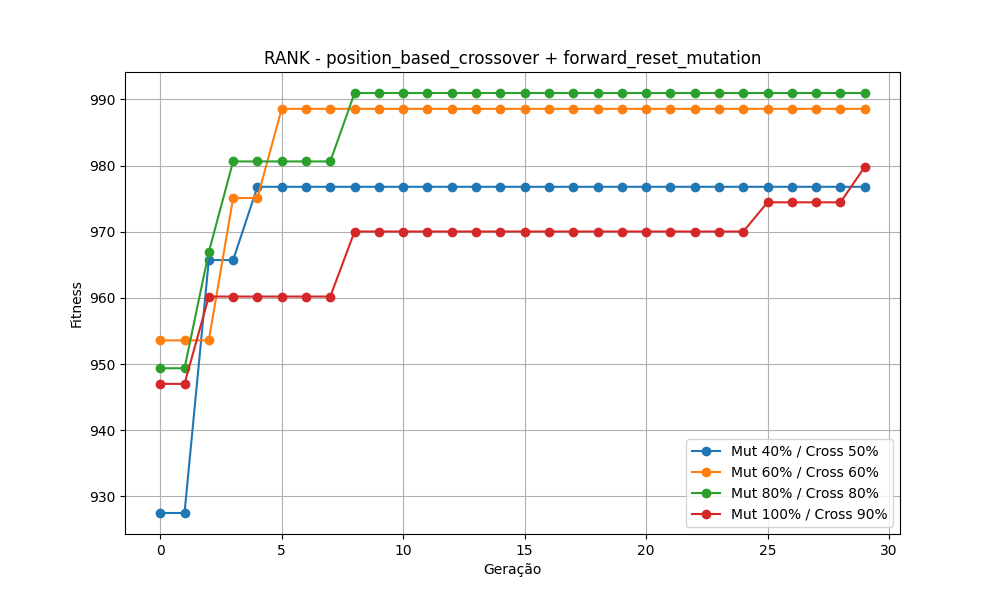 RANK - position_based_crossover + forward_reset_mutation
Fitness
990
980
970
960
950
940
930
0 5 10 15 20 25 30
Geração
Mut 40% / Cross 50%
Mut 60% / Cross 60%
Mut 80% / Cross 80%
Mut 100% / Cross 90%